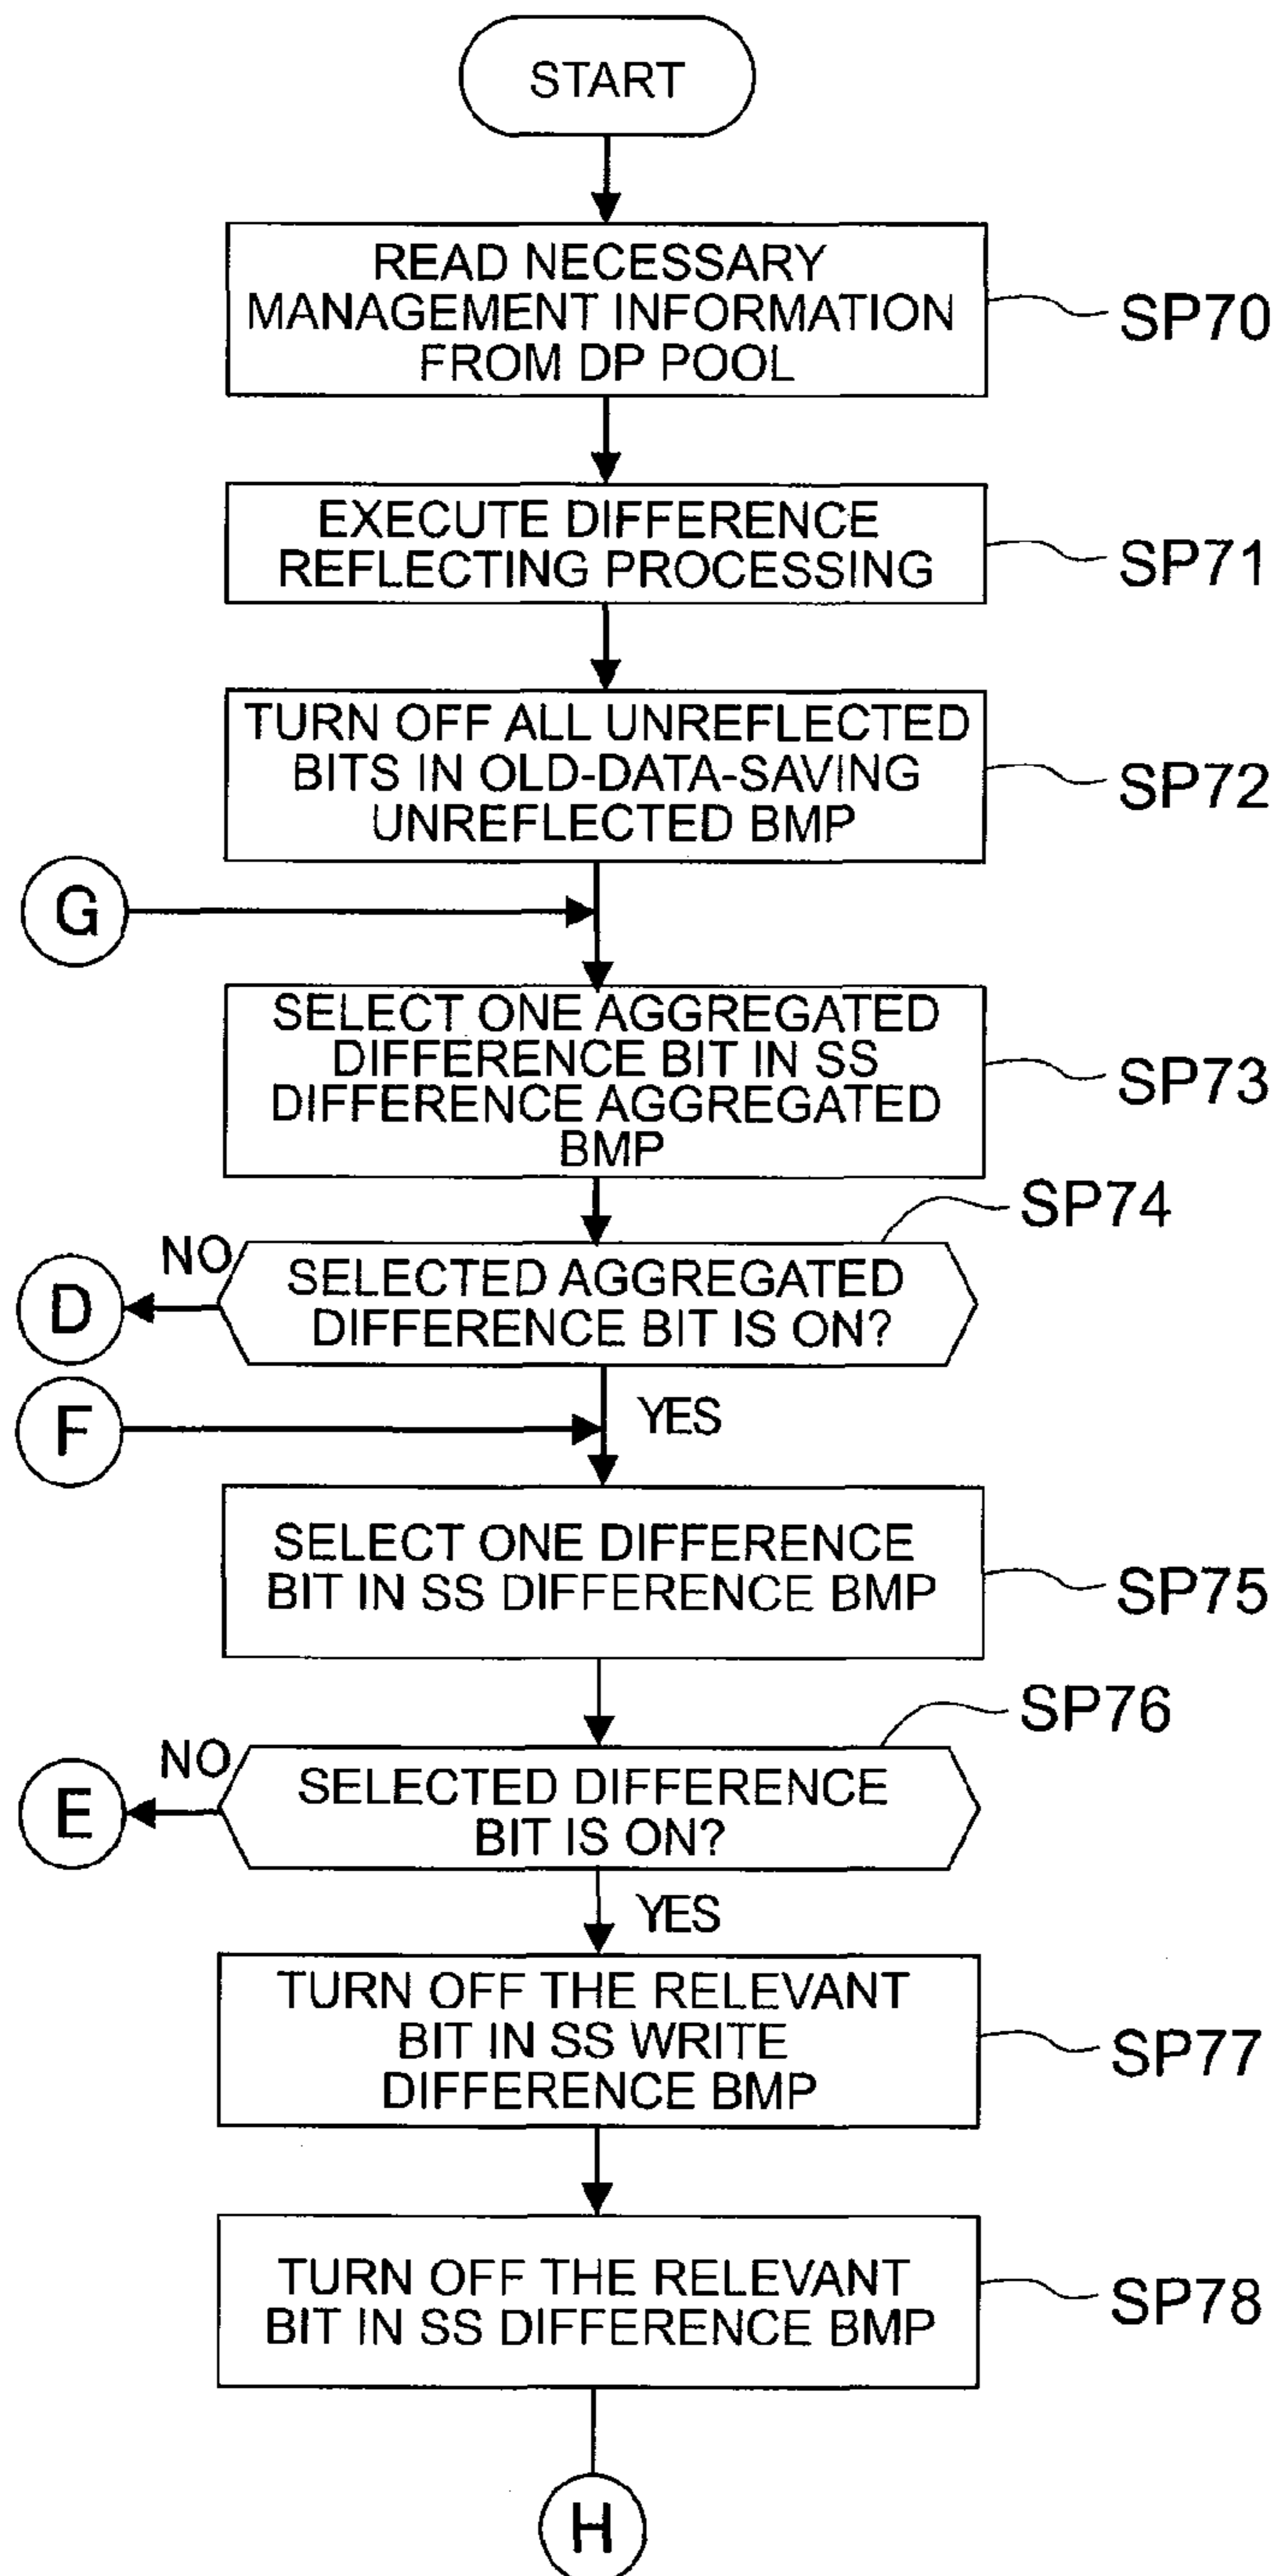 START
READ NECESSARY
MANAGEMENT INFORMATION
FROM DP POOL
SP70
EXECUTE DIFFERENCE
REFLECTING PROCESSING
SP71
TURN OFF ALL UNREFLECTED
BITS IN OLD-DATA-SAVING
UNREFLECTED BMP
SP72
G
SELECT ONE AGGREGATED
DIFFERENCE BIT IN SS
DIFFERENCE AGGREGATED
BMP
SP73
SP74
NO
D
SELECTED AGGREGATED
DIFFERENCE BIT IS ON?
F
YES
SELECT ONE DIFFERENCE
BIT IN SS DIFFERENCE BMP
SP75
SP76
NO
E
SELECTED DIFFERENCE
BIT IS ON?
YES
TURN OFF THE RELEVANT
BIT IN SS WRITE
DIFFERENCE BMP
SP77
TURN OFF THE RELEVANT
BIT IN SS DIFFERENCE BMP
SP78
H